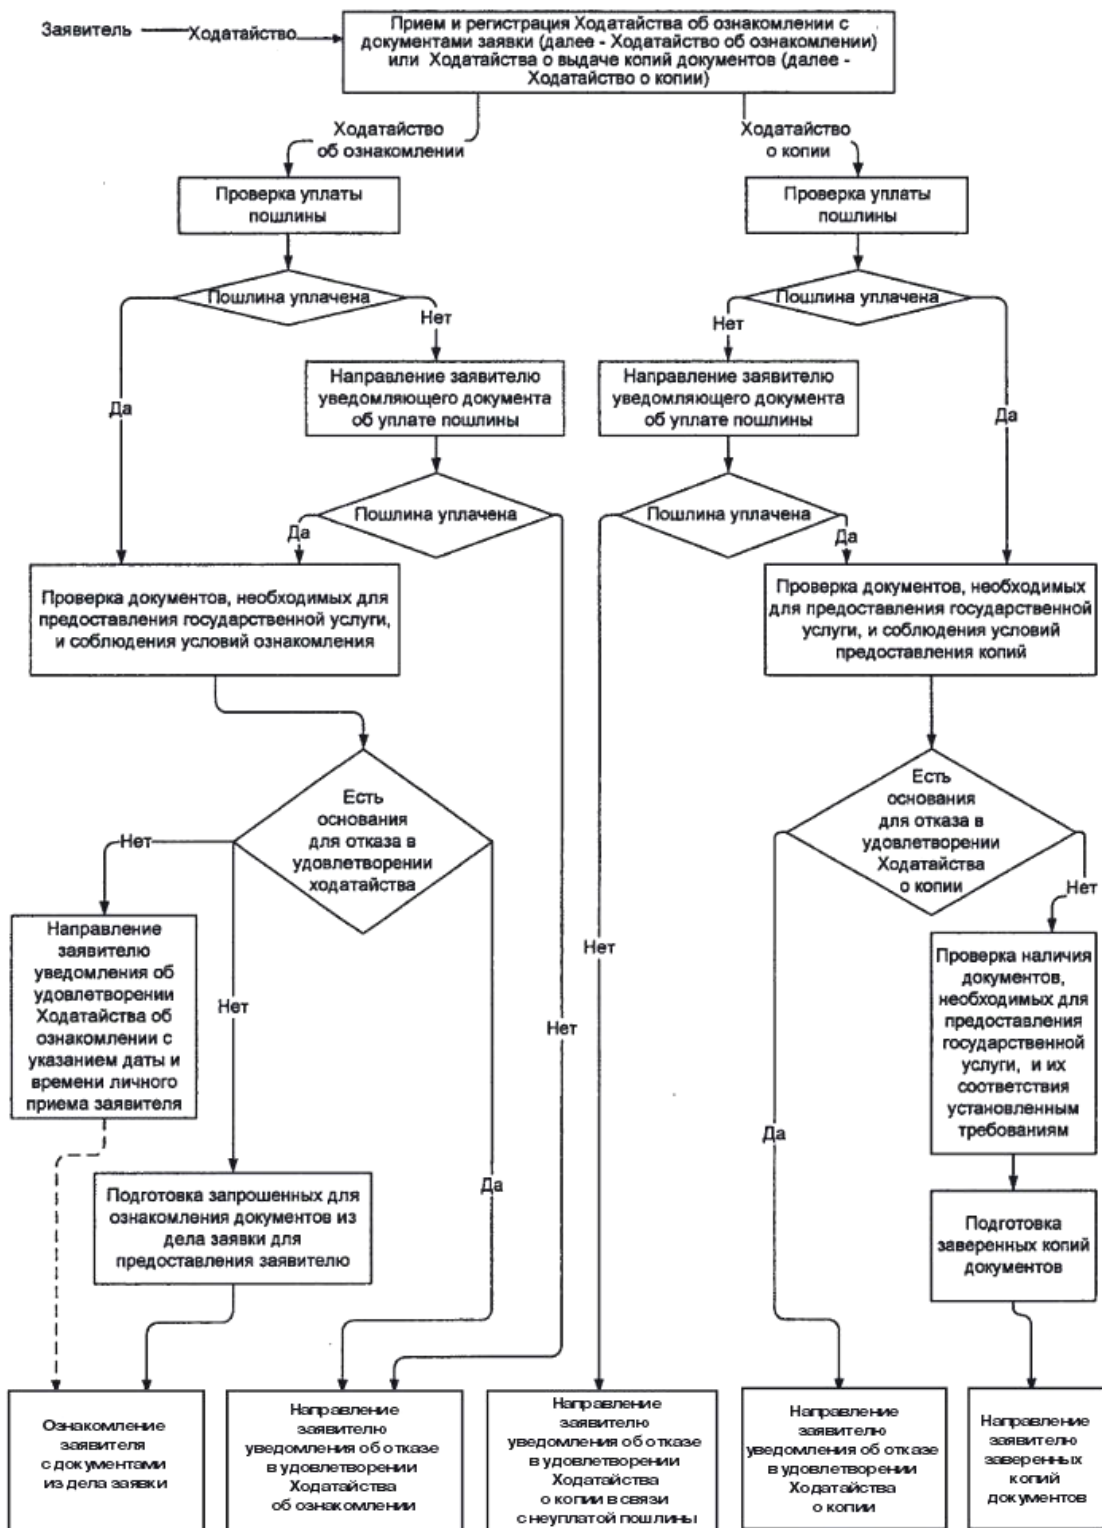 Заявитель
Ходатайство
Прием и регистрация Ходатайства об ознакомлении с
документами заявки (далее - Ходатайство об ознакомлении)
или Ходатайства о выдаче копий документов (далее -
Ходатайство о копии)
Ходатайство
об ознакомлении
Ходатайство
о копии
Проверка уплаты
пошлины
Проверка уплаты
пошлины
Пошлина уплачена
Пошлина уплачена
Нет
Нет
Направление заявителю
уведомляющего документа
об уплате пошлины
Направление заявителю
уведомляющего документа
об уплате пошлины
Да
Да
Пошлина уплачена
Пошлина уплачена
Да
Да
Проверка документов, необходимых для
предоставления государственной услуги,
и соблюдения условий ознакомления
Проверка документов, необходимых
для предоставления государственной
услуги, и соблюдения условий
предоставления копий
Есть
основания
для отказа в
удовлетворении
ходатайства
Есть
основания
для отказа в
удовлетворении
Ходатайства
о копии
Нет
Нет
Направление
заявителю
уведомления об
удовлетворении
Ходатайства об
ознакомлении с
указанием даты и
времени личного
приема заявителя
Нет
Нет
Нет
Проверка наличия
документов,
необходимых для
предоставления
государственной
услуги, и их
соответствия
установленным
требованиям
Да
Да
Подготовка запрошенных для
ознакомления документов из
дела заявки для
предоставления заявителю
Подготовка
заверенных копий
документов
Ознакомление
заявителя
с документами
из дела заявки
Направление
заявителю
уведомления об отказе
в удовлетворении
Ходатайства
об ознакомлении
Направление
заявителю
уведомления об отказе
в удовлетворении
Ходатайства
о копии в связи
с неуплатой пошлины
Направление
заявителю
уведомления об отказе
в удовлетворении
Ходатайства
о копии
Направление
заявителю
заверенных
копий
документов